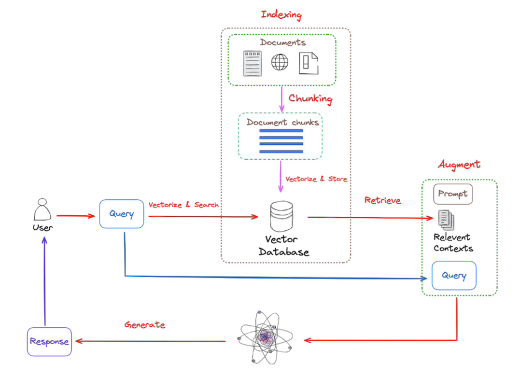 Indexing
Documents
Chunking
Document chunks
Augment
Vectorize & Store
Prompt
Retrieve
Vectorize & Search
Query
User
Relevent
Contexts
Vector
Database
Query
Generate
Response